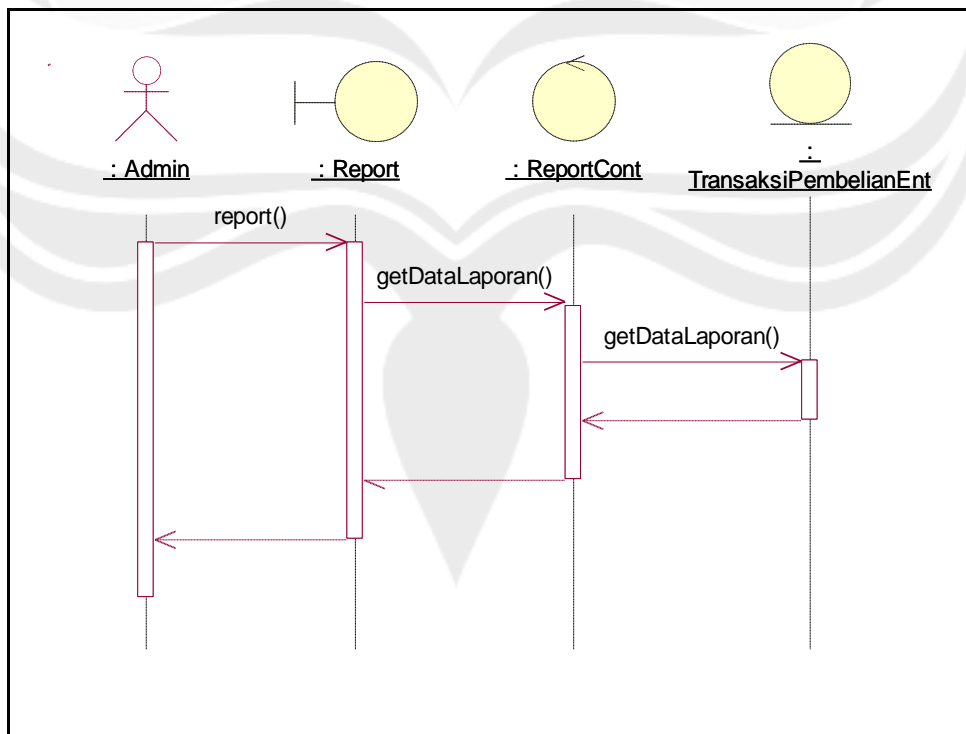 : Admin
: Report
: ReportCont
:
TransaksiPembelianEnt
report()
getDataLaporan()
getDataLaporan()